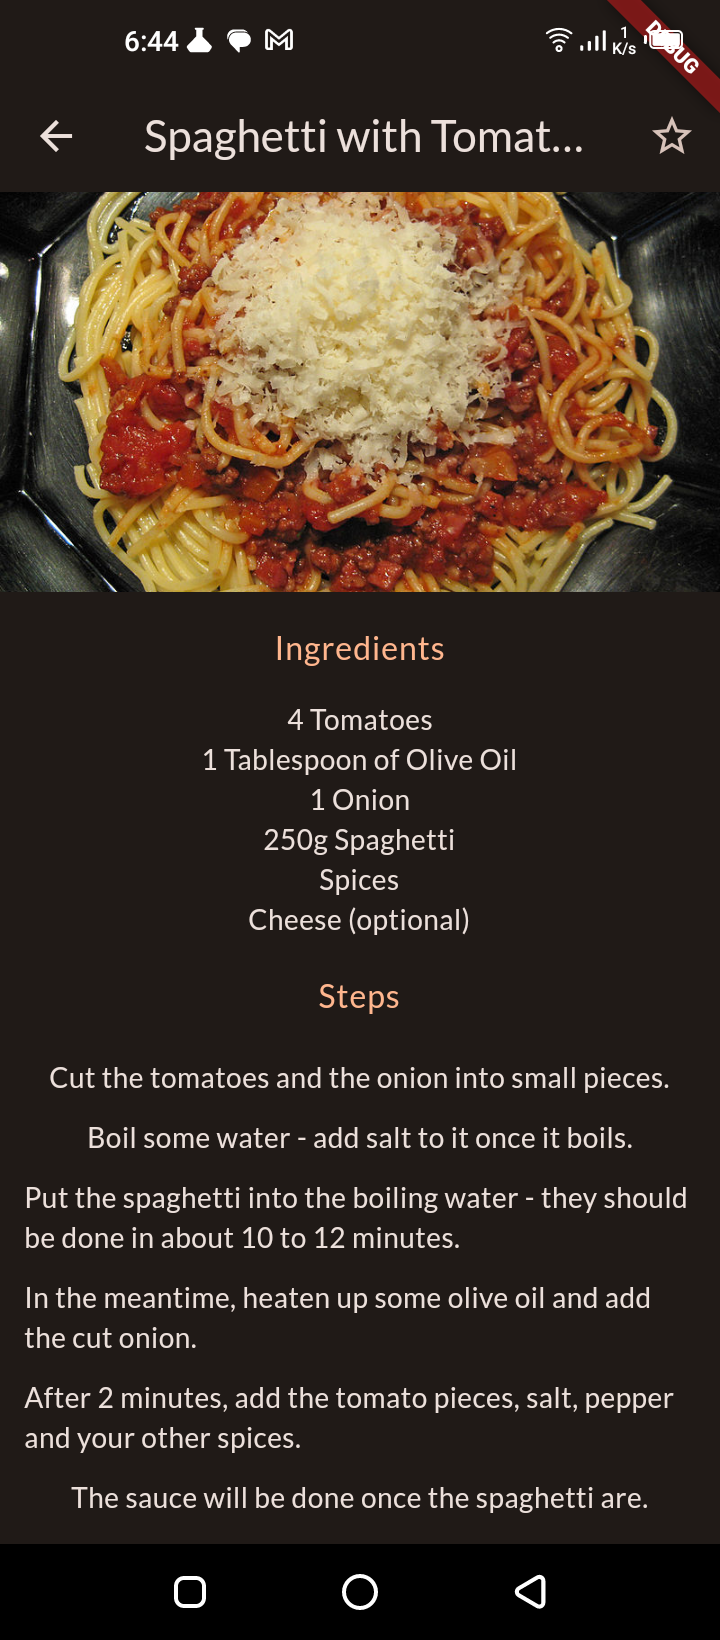 6:44
1
K/s
DEBUG
Spaghetti with Tomat...
Ingredients
4 Tomatoes
1 Tablespoon of Olive Oil
1 Onion
250g Spaghetti
Spices
Cheese (optional)
Steps
Cut the tomatoes and the onion into small pieces.
Boil some water - add salt to it once it boils.
Put the spaghetti into the boiling water - they should
be done in about 10 to 12 minutes.
In the meantime, heaten up some olive oil and add
the cut onion.
After 2 minutes, add the tomato pieces, salt, pepper
and your other spices.
The sauce will be done once the spaghetti are.